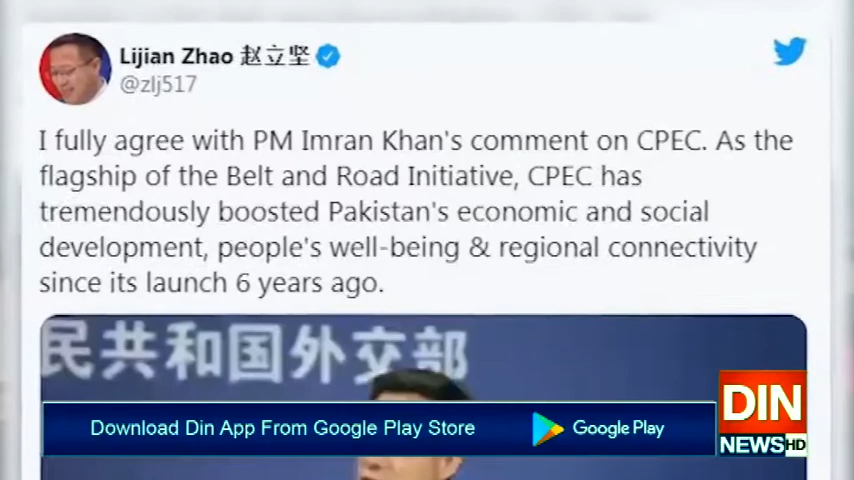 Lijian Zhao 赵立坚
@zlj517
I fully agree with PM Imran Khan's comment on CPEC. As the
flagship of the Belt and Road Initiative, CPEC has
tremendously boosted Pakistan's economic and social
development, people's well-being & regional connectivity
since its launch 6 years ago.
民共和国外交部
Download Din App From Google Play Store
Google Play
DIN
NEWS HD